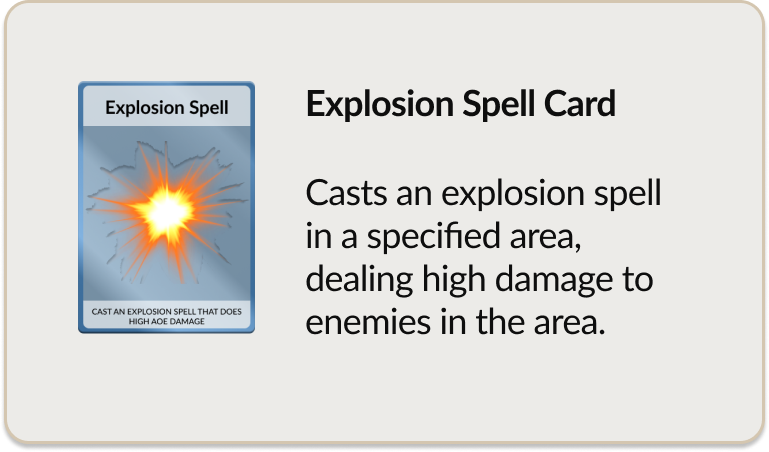 Explosion Spell
CAST AN EXPLOSION SPELL THAT DOES
HIGH AOE DAMAGE
Explosion Spell Card
Casts an explosion spell
in a specified area,
dealing high damage to
enemies in the area.